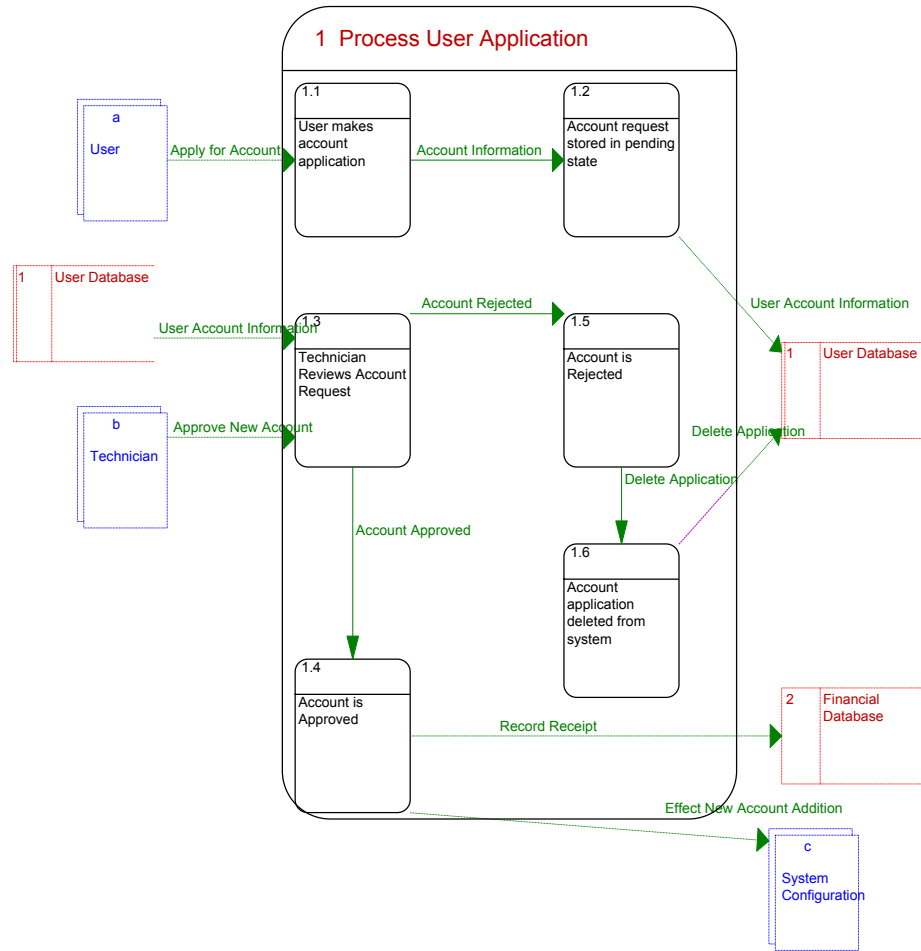 1 Process User Application
1.1
User makes
account
application
1.2
Account request
stored in pending
state
a
User
Apply for Account
Account Information
1
User Database
User Account Information
Account Rejected
User Account Information
1.3
Technician
Reviews Account
Request
1.5
Account is
Rejected
1
User Database
b
Technician
Approve New Account
Delete Application
Delete Application
Account Approved
1.6
Account
application
deleted from
system
1.4
Account is
Approved
2
Financial
Database
Record Receipt
Effect New Account Addition
c
System
Configuration